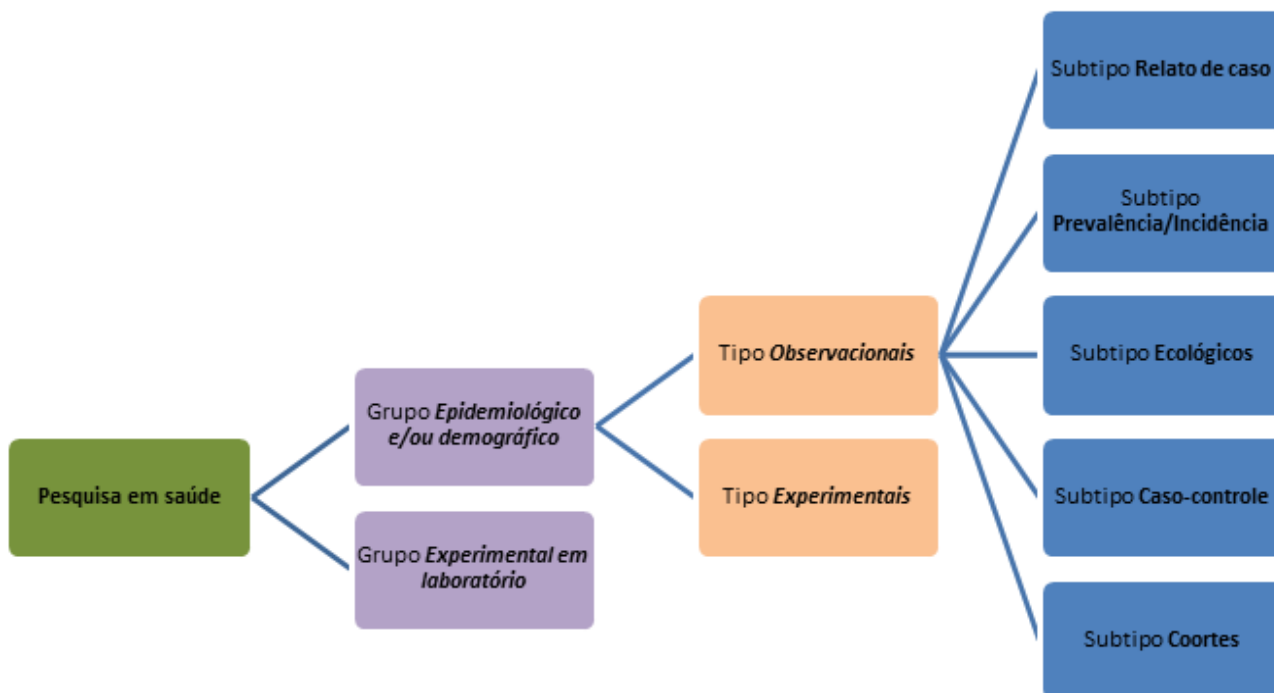 Pesquisa em saúde
Grupo Epidemiológico
e/ou demográfico
Grupo Experimental em
laboratório
Tipo Observacionais
Tipo Experimentais
Subtipo Relato de caso
Subtipo
Prevalência/Incidência
Subtipo Ecológicos
Subtipo Caso-controle
Subtipo Coortes